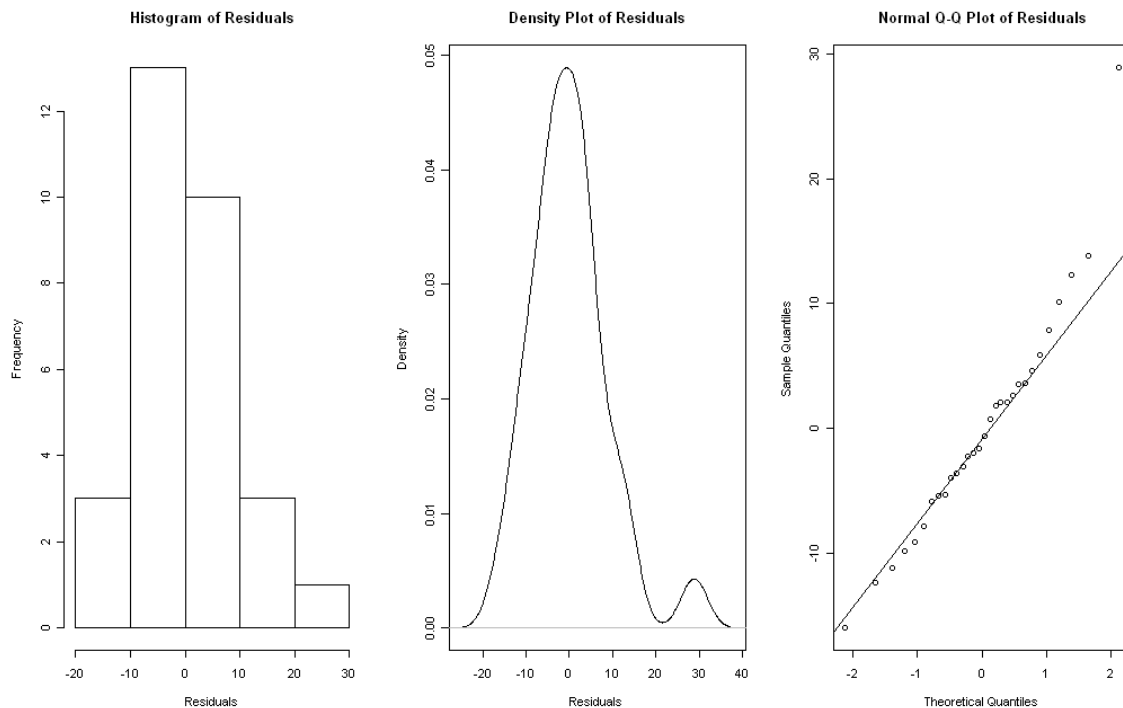 Histogram of Residuals
Frequency
12
10
8
6
4
2
0
-20 -10 0 10 20 30
Residuals
Density Plot of Residuals
Density
0.05
0.04
0.03
0.02
0.01
0.00
-20 -10 0 10 20 30 40
Residuals
Normal Q-Q Plot of Residuals
Sample Quantiles
30
20
10
0
-10
-2 -1 0 1 2
Theoretical Quantiles